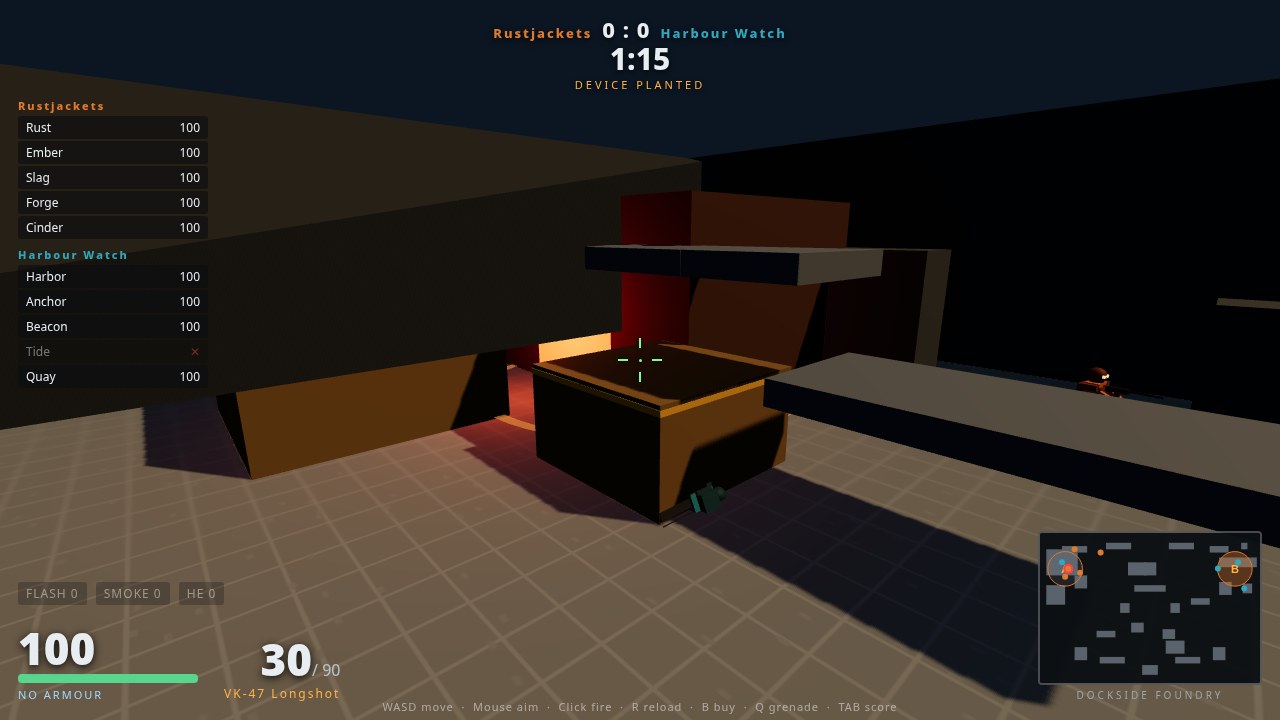 Rustjackets 0 : 0 Harbour Watch
1:15
DEVICE PLANTED
Rustjackets
Rust 100
Ember 100
Slag 100
Forge 100
Cinder 100
Harbour Watch
Harbor 100
Anchor 100
Beacon 100
Tide ✕
Quay 100
FLASH 0 SMOKE 0 HE 0
100
NO ARMOUR
30 / 90
VK-47 Longshot
B
DOCKSIDE FOUNDRY
WASD move · Mouse aim · Click fire · R reload · B buy · Q grenade · TAB score